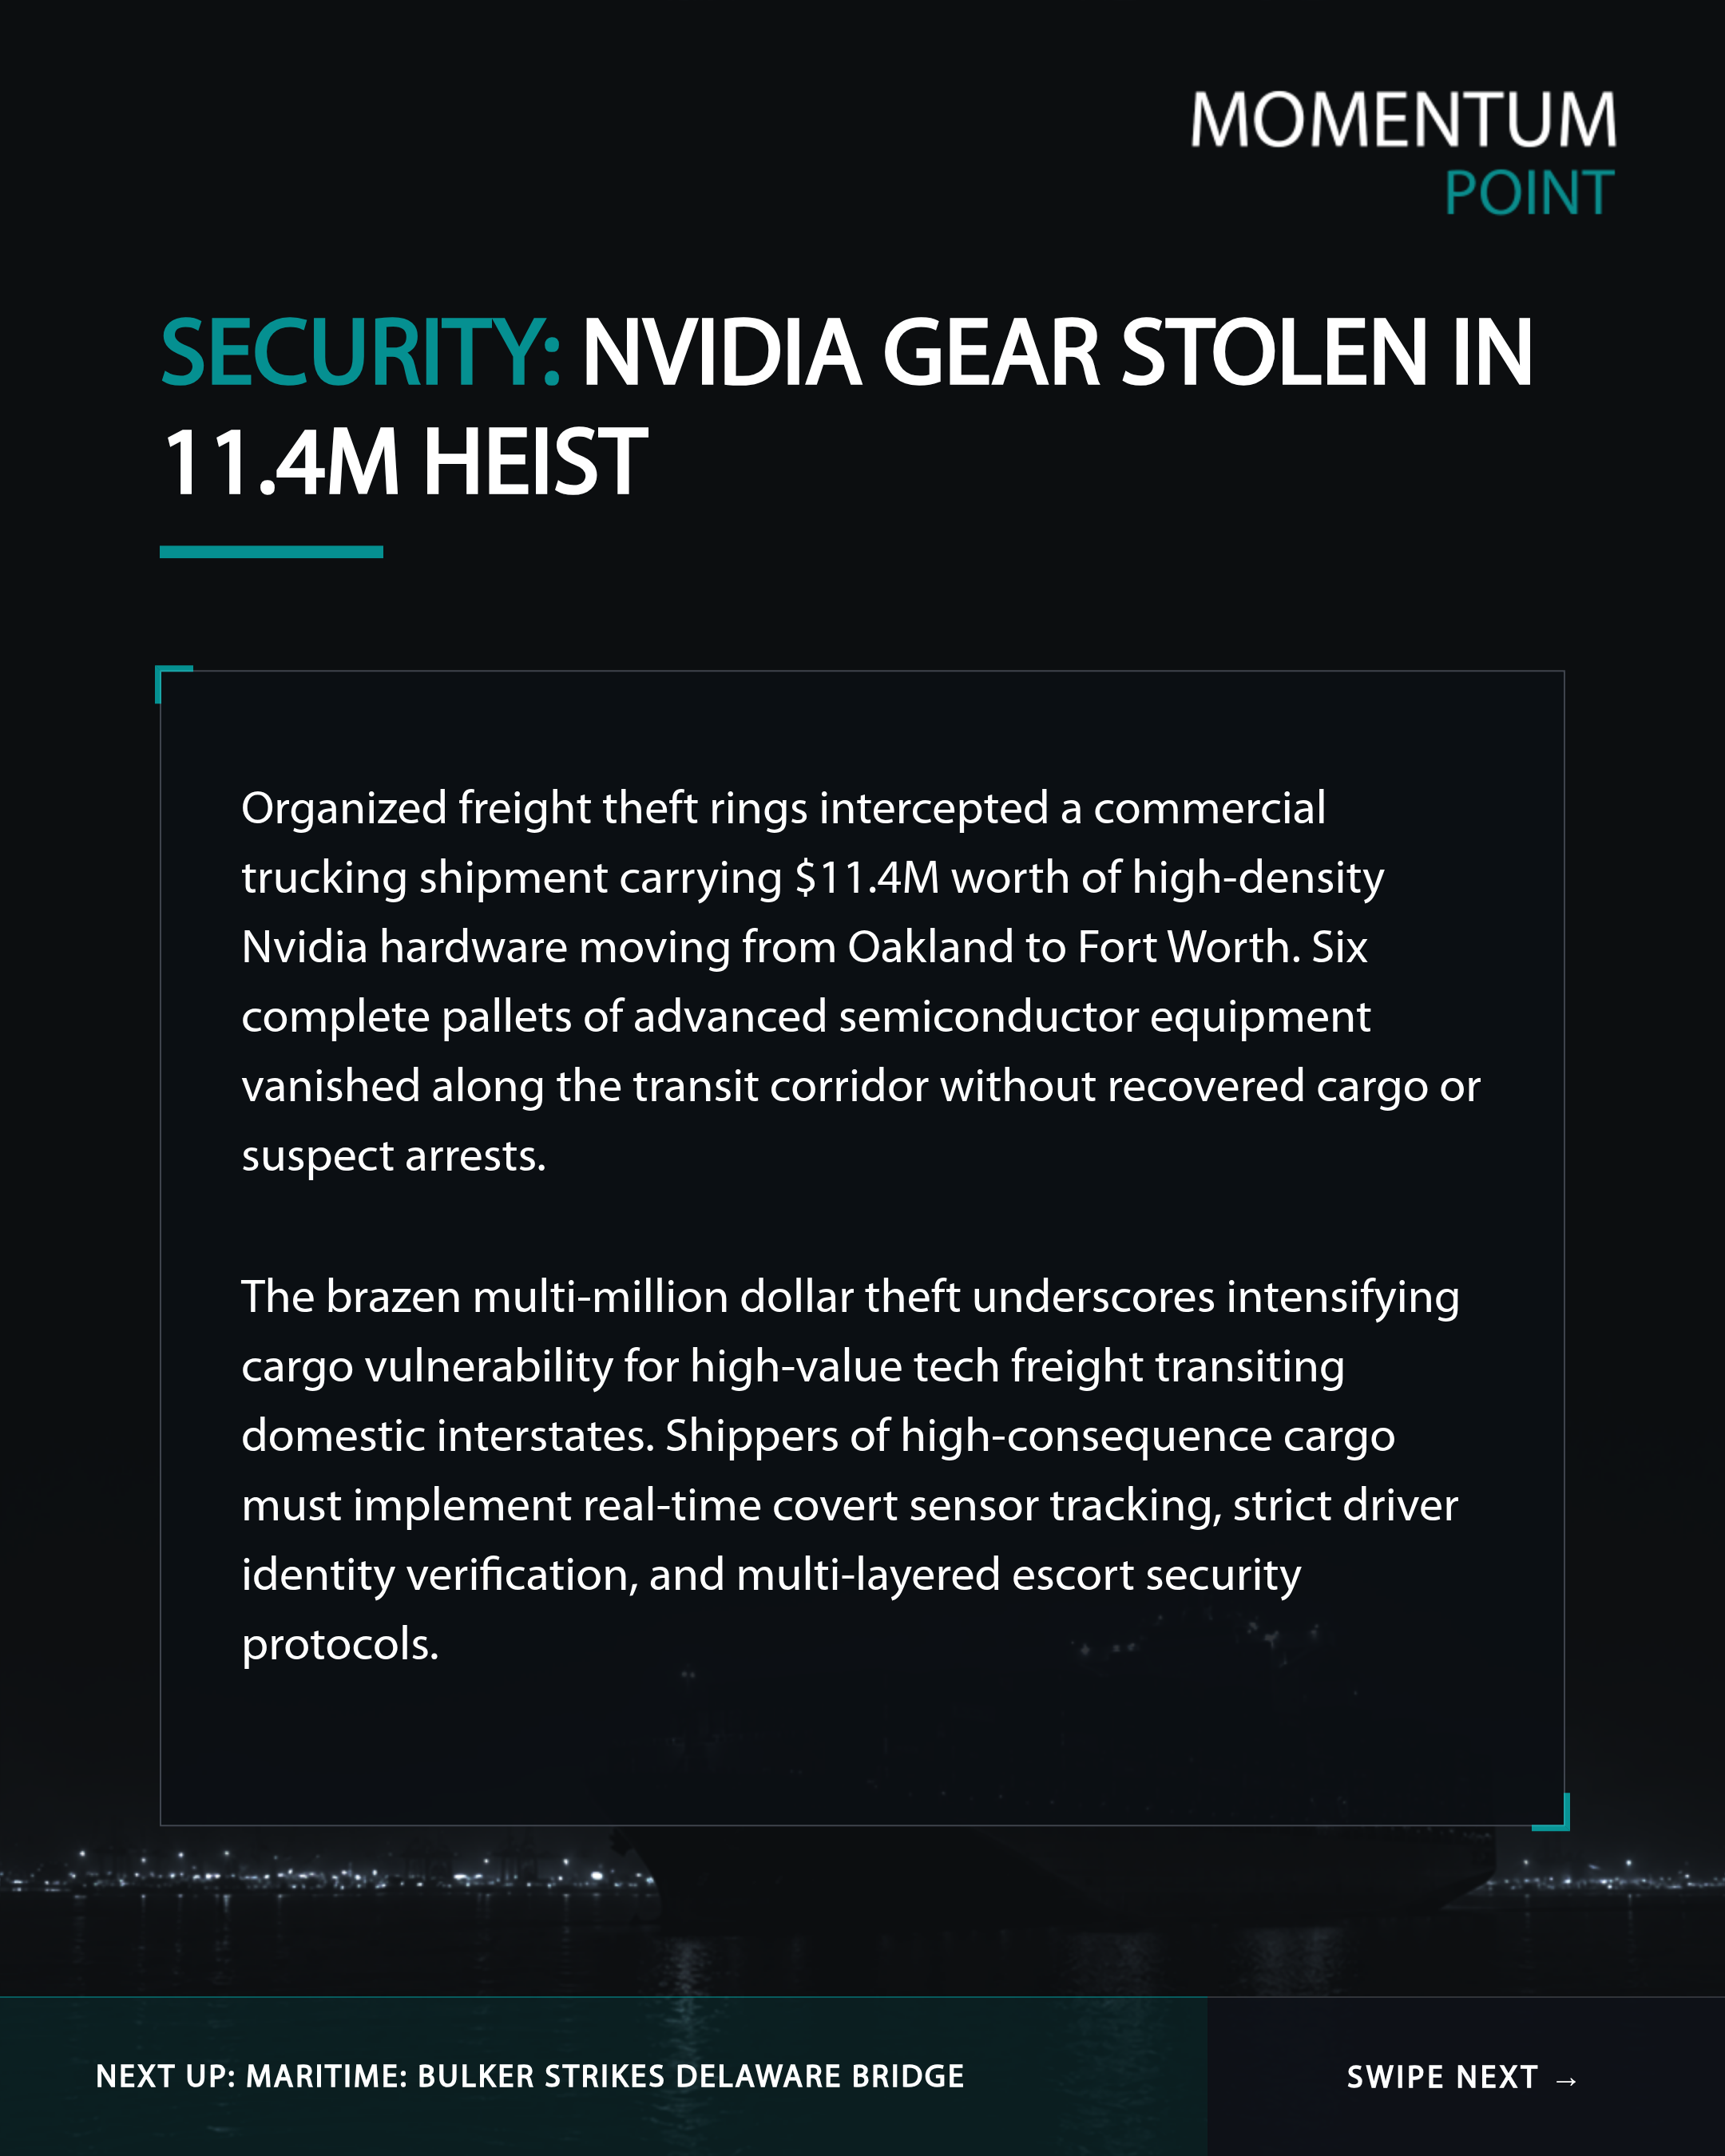 MOMENTUM
POINT
SECURITY: NVIDIA GEAR STOLEN IN
11.4M HEIST
Organized freight theft rings intercepted a commercial
trucking shipment carrying $11.4M worth of high-density
Nvidia hardware moving from Oakland to Fort Worth. Six
complete pallets of advanced semiconductor equipment
vanished along the transit corridor without recovered cargo or
suspect arrests.
The brazen multi-million dollar theft underscores intensifying
cargo vulnerability for high-value tech freight transiting
domestic interstates. Shippers of high-consequence cargo
must implement real-time covert sensor tracking, strict driver
identity verification, and multi-layered escort security
protocols.
NEXT UP: MARITIME: BULKER STRIKES DELAWARE BRIDGE
SWIPE NEXT →